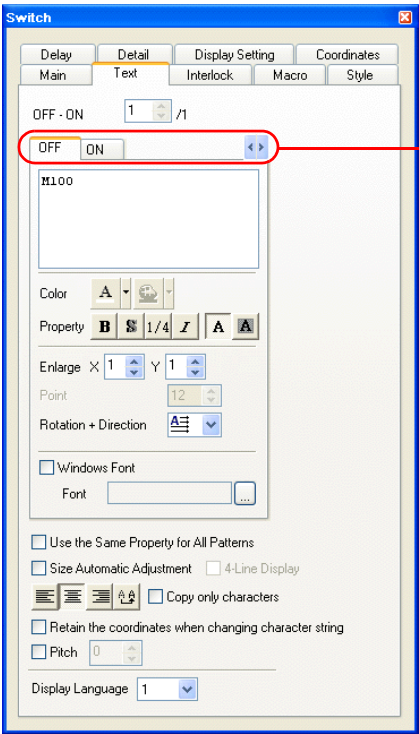 Switch
Delay Detail Display Setting Coordinates
Main Text Interlock Macro Style
OFF - ON 1 /1
OFF ON
M100
Color A
Property B S 1/4 I A A
Enlarge X 1 Y 1
Point 12
Rotation + Direction A
Windows Font
Font ...
Use the Same Property for All Patterns
Size Automatic Adjustment 4-Line Display
AA Copy only characters
Retain the coordinates when changing character string
Pitch 0
Display Language 1